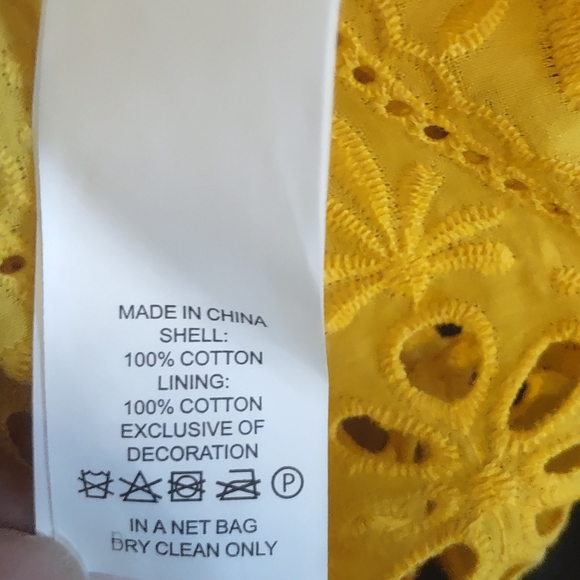 MADE IN CHINA
SHELL:
100% COTTON
LINING:
100% COTTON
EXCLUSIVE OF
DECORATION
P
IN A NET BAG
DRY CLEAN ONLY